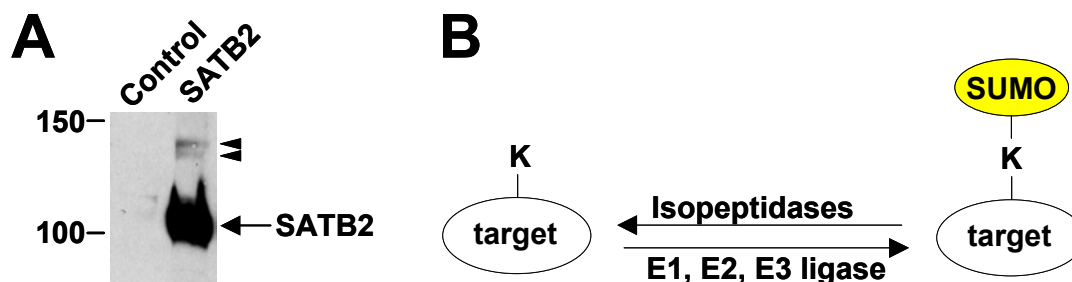 A
Control
SATB2
150
100
SATB2
B
K
target
Isopeptidases
E1, E2, E3 ligase
SUMO
K
target